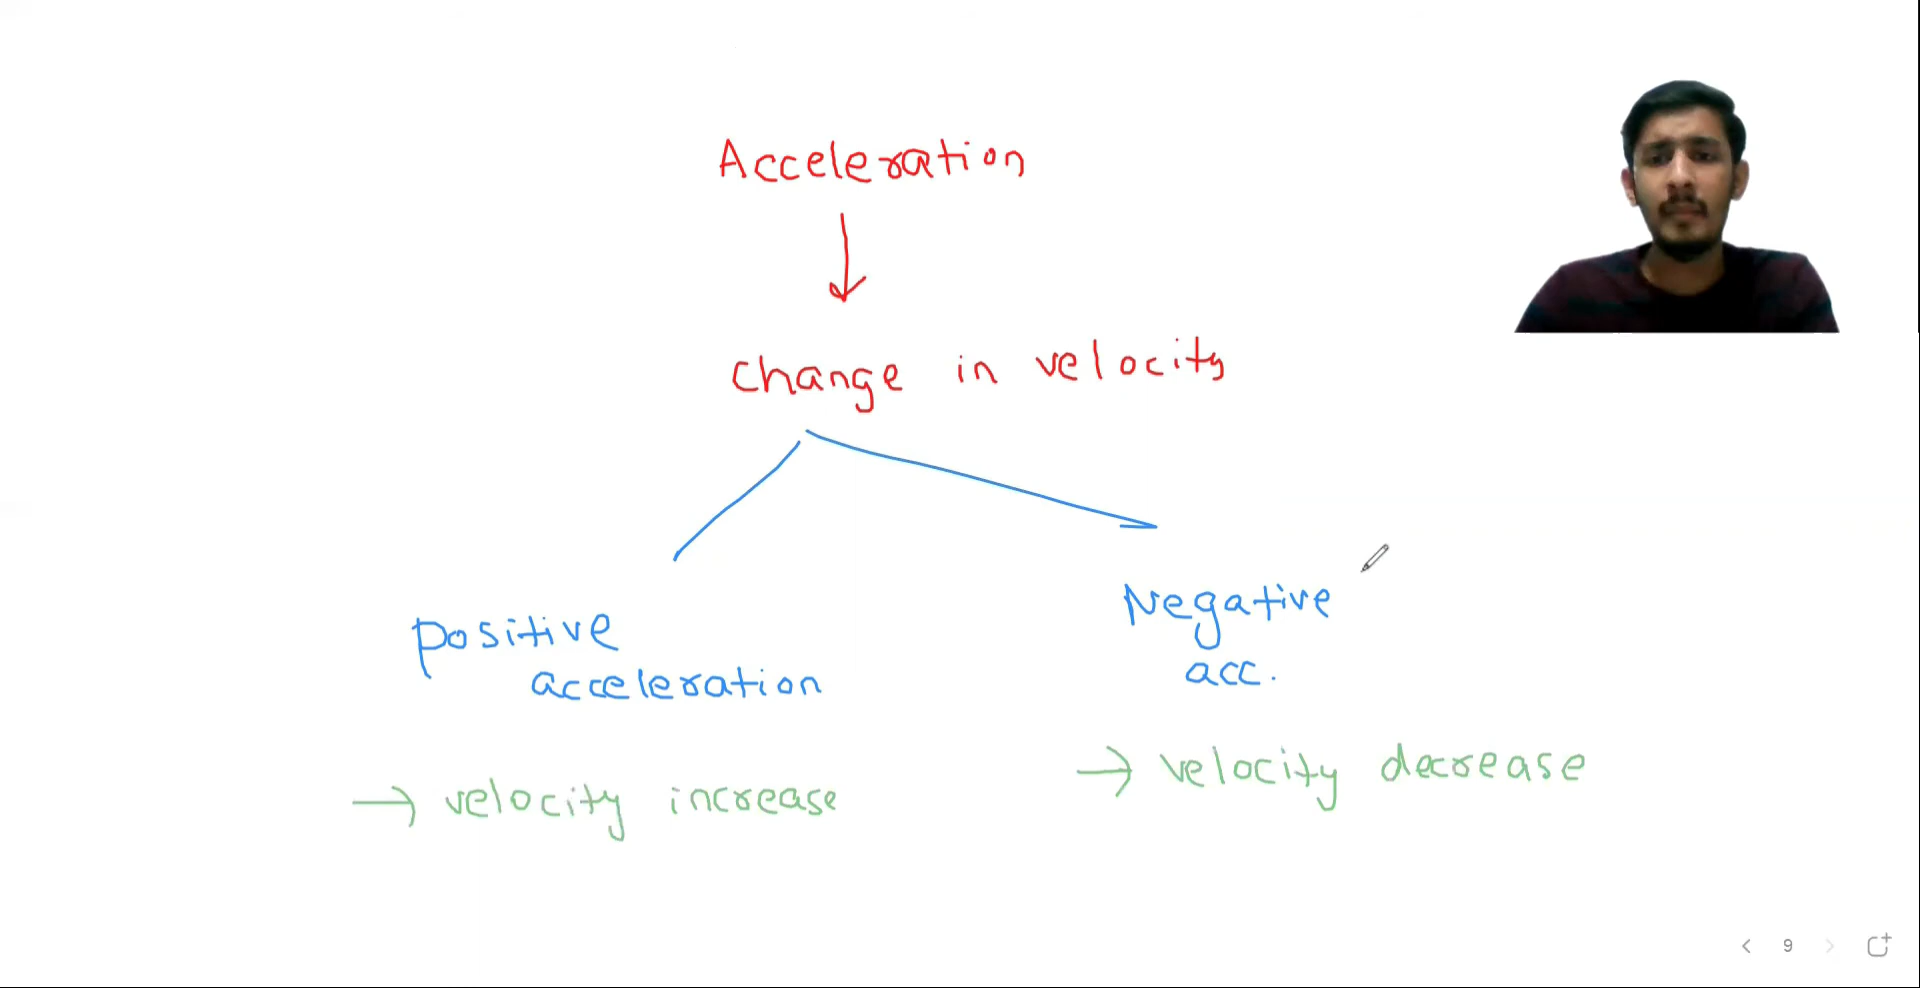 Acceleration
change in velocity
positive
acceleration
Negative
acc.
→ velocity increase
→ velocity decrease
9